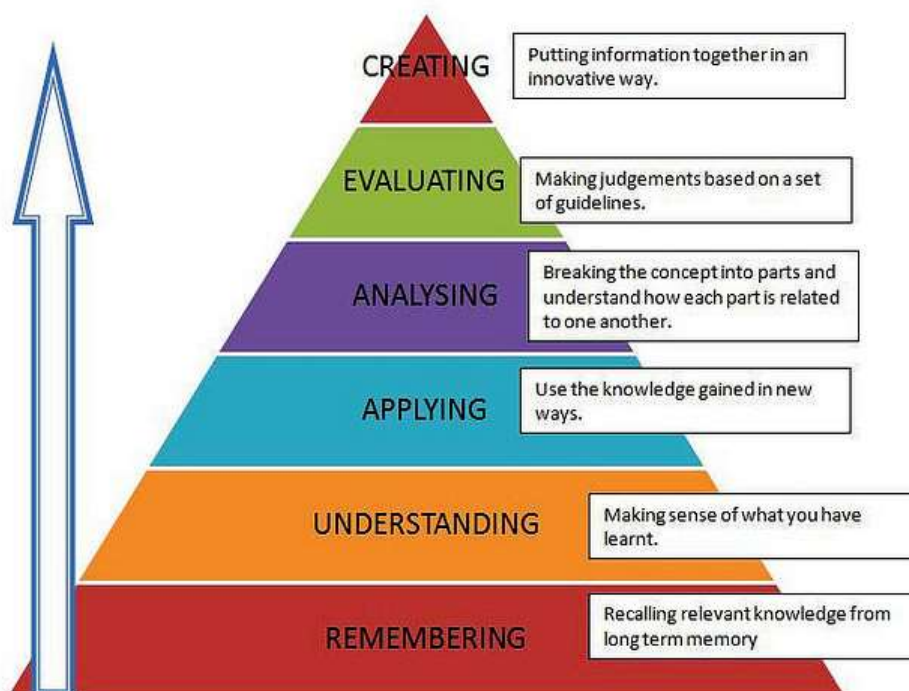 CREATING
Putting information together in an
innovative way.
EVALUATING
Making judgements based on a set
of guidelines.
ANALYSING
Breaking the concept into parts and
understand how each part is related
to one another.
APPLYING
Use the knowledge gained in new
ways.
UNDERSTANDING
Making sense of what you have
learnt.
REMEMBERING
Recalling relevant knowledge from
long term memory